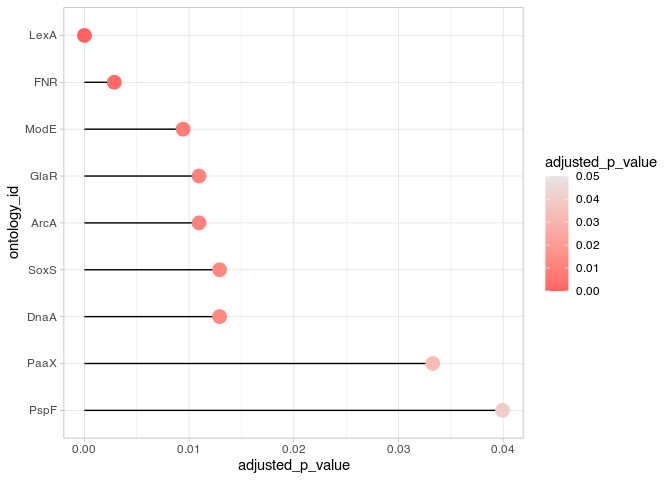 LexA
FNR
ModE
GlaR
ArcA
SoxS
DnaA
PaaX
PspF
ontology_id
0.00 0.01 0.02 0.03 0.04
adjusted_p_value
adjusted_p_value
0.05
0.04
0.03
0.02
0.01
0.00